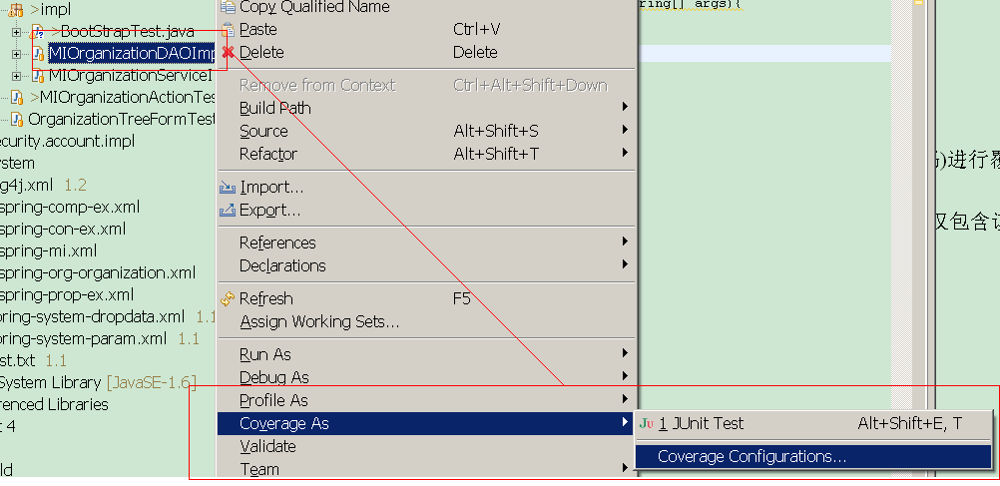 >impl
>BootStrapTest.java
MIOrganizationDAOImp
MIOrganizationServiceI
>MIOrganizationActionTes
OrganizationTreeFormTest
ecurity.account.impl
ystem
g4j.xml 1.2
spring-comp-ex.xml
spring-con-ex.xml
spring-mi.xml
spring-org-organization.xml
spring-prop-ex.xml
ring-system-dropdata.xml 1.1
ring-system-param.xml 1.1
st.txt 1.1
System Library [JavaSE-1.6]
renced Libraries
t 4
ld
Copy Qualified Name
Paste Ctrl+V
Delete Delete
Remove from Context Ctrl+Alt+Shift+Down
Build Path
Source Alt+Shift+S
Refactor Alt+Shift+T
Import...
Export...
References
Declarations
Refresh F5
Assign Working Sets...
Run As
Debug As
Profile As
Coverage As
Validate
Team
1 JUnit Test Alt+Shift+E, T
Coverage Configurations...
ring[] args){
)进行覆
仅包含该